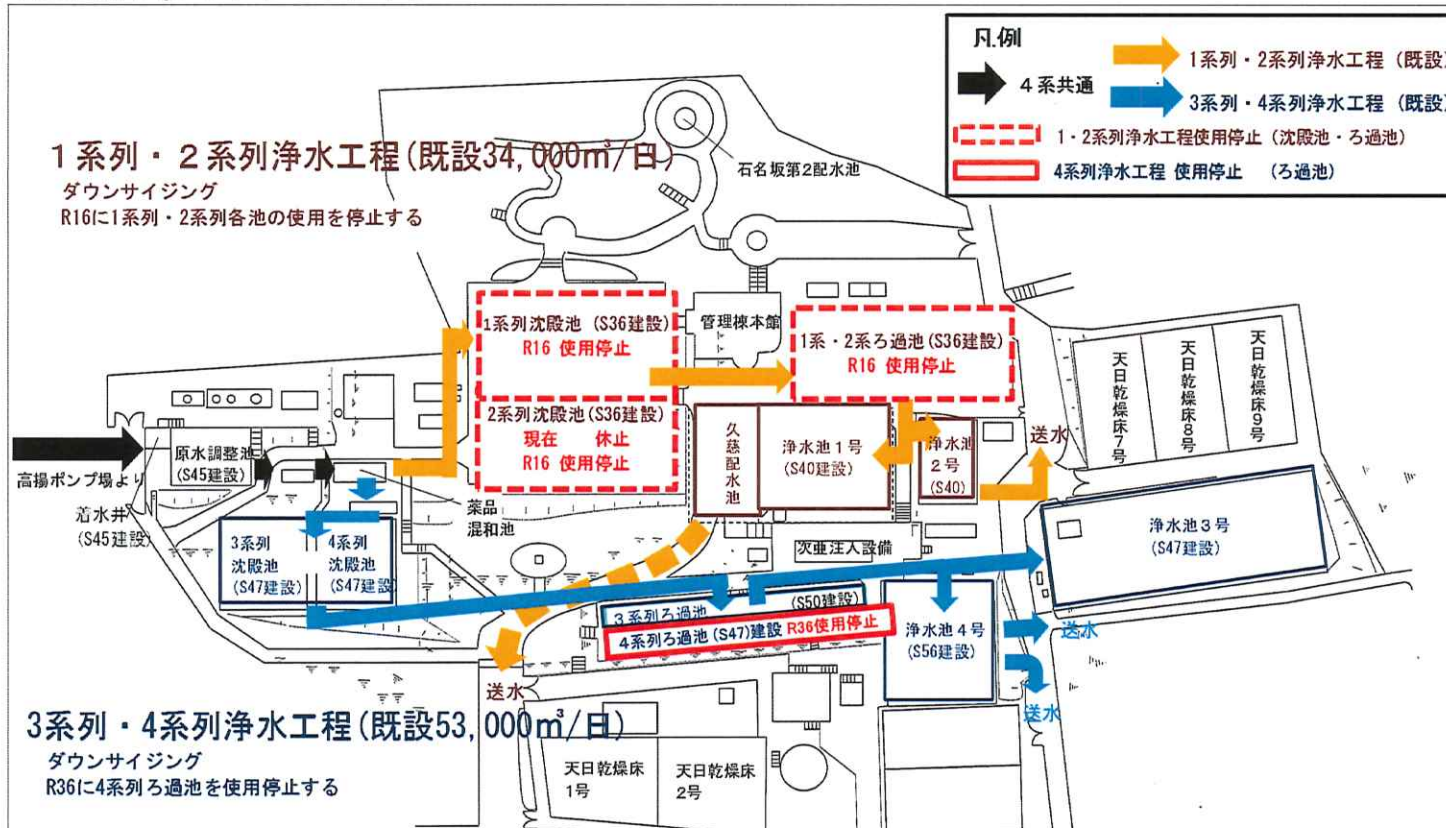 凡例
4系共通
1系列・2系列浄水工程 (既設)
3系列・4系列浄水工程 (既設)
1・2系列浄水工程使用停止 (沈殿池・ろ過池)
4系列浄水工程 使用停止 (ろ過池)
1系列・2系列浄水工程(既設34,000㎥/日)
ダウンサイジング
R16に1系列・2系列各池の使用を停止する
石名坂第2配水池
1系列沈殿池 (S36建設)
R16 使用停止
管理棟本館
1系・2系ろ過池(S36建設)
R16 使用停止
2系列沈殿池(S36建設)
現在 休止
R16 使用停止
久慈配水池
浄水池1号
(S40建設)
浄水池
2号
(S40)
送水
天日乾燥床7号
天日乾燥床8号
天日乾燥床9号
原水調整池
(S45建設)
高揚ポンプ場より
着水井
(S45建設)
薬品
混和池
3系列
沈殿池
(S47建設)
4系列
沈殿池
(S47建設)
次亜注入設備
浄水池3号
(S47建設)
3系列ろ過池
(S50建設)
4系列ろ過池(S47)建設 R36使用停止
浄水池4号
(S56建設)
送水
送水
送水
3系列・4系列浄水工程(既設53,000㎥/日)
ダウンサイジング
R36に4系列ろ過池を使用停止する
天日乾燥床
1号
天日乾燥床
2号